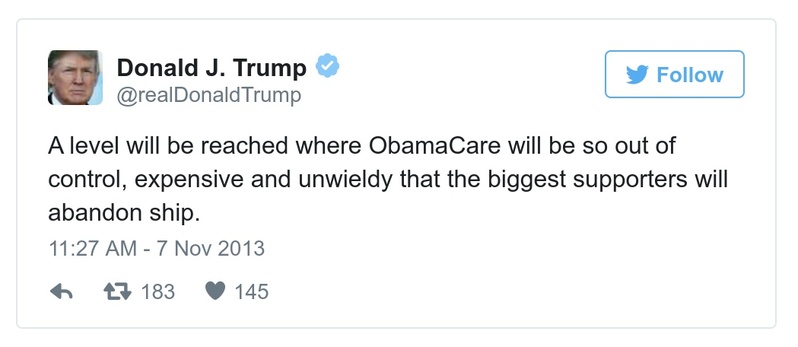 Donald J. Trump
@realDonaldTrump
Follow
A level will be reached where ObamaCare will be so out of
control, expensive and unwieldy that the biggest supporters will
abandon ship.
11:27 AM - 7 Nov 2013
183 145